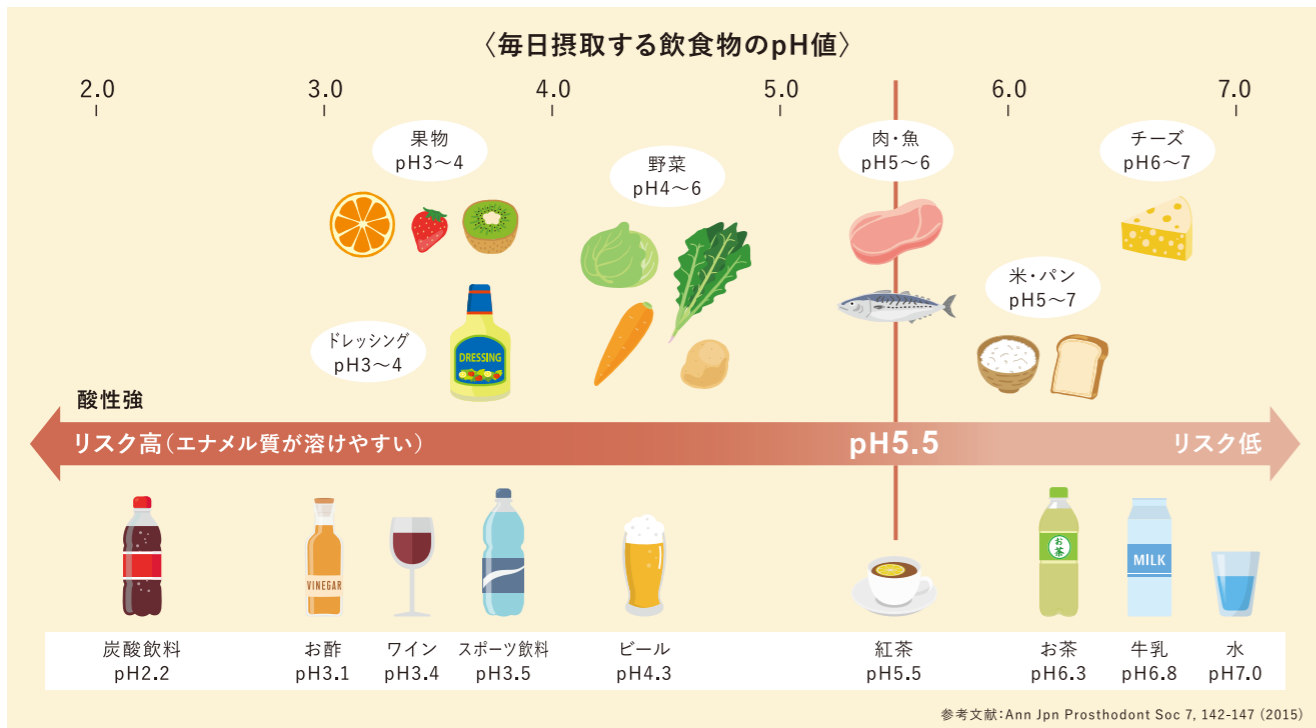 〈毎日摂取する飲食物のpH値〉
2.0 3.0 4.0 5.0 6.0 7.0
果物
pH3〜4
野菜
pH4〜6
肉・魚
pH5〜6
チーズ
pH6〜7
米・パン
pH5〜7
ドレッシング
pH3〜4
DRESSING
酸性強
リスク高(エナメル質が溶けやすい)
pH5.5
リスク低
VINEGAR
お茶
MILK
炭酸飲料
pH2.2
お酢
pH3.1
ワイン
pH3.4
スポーツ飲料
pH3.5
ビール
pH4.3
紅茶
pH5.5
お茶
pH6.3
牛乳
pH6.8
水
pH7.0
参考文献:Ann Jpn Prosthodont Soc 7, 142-147 (2015)